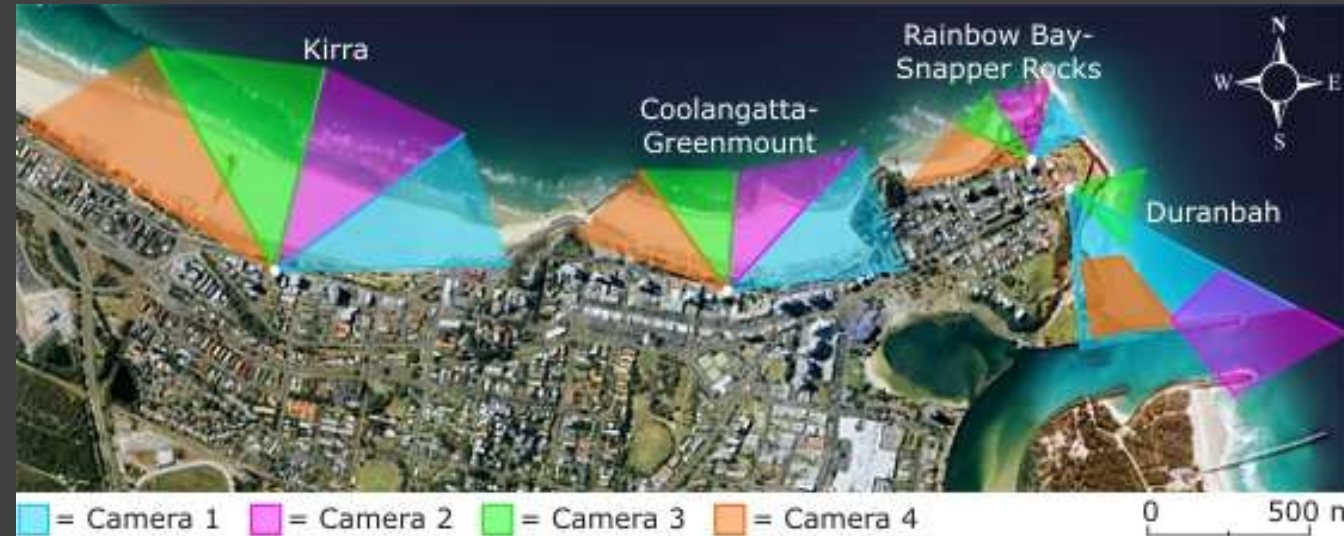 Kirra
Rainbow Bay-
Snapper Rocks
Coolangatta-
Greenmount
Duranbah
N
W
E
S
= Camera 1
= Camera 2
= Camera 3
= Camera 4
0
500 m